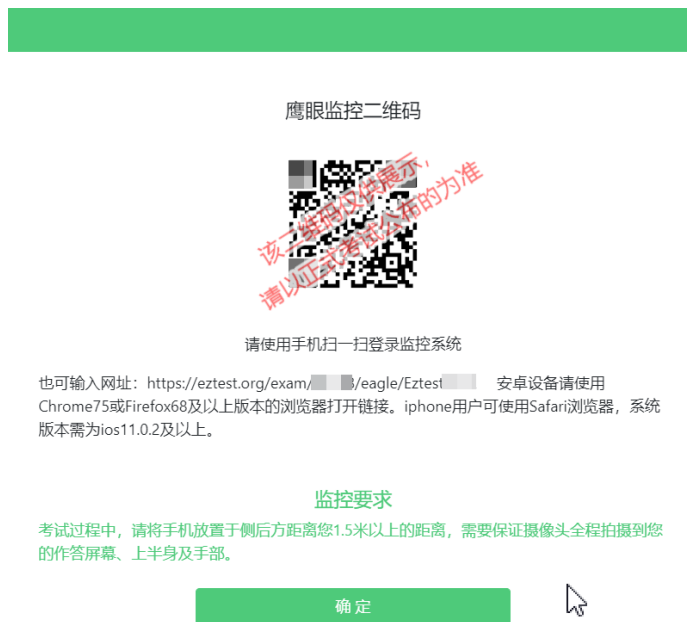 鹰眼监控二维码
该二维码仅供展示，
请以正式考试公布的为准
请使用手机扫一扫登录监控系统
也可输入网址：https://eztest.org/exam/ /eagle/Eztest 安卓设备请使用
Chrome75或Firefox68及以上版本的浏览器打开链接。iphone用户可使用Safari浏览器，系统
版本需为ios11.0.2及以上。
监控要求
考试过程中，请将手机放置于侧后方距离您1.5米以上的距离，需要保证摄像头全程拍摄到您
的作答屏幕、上半身及手部。
确定